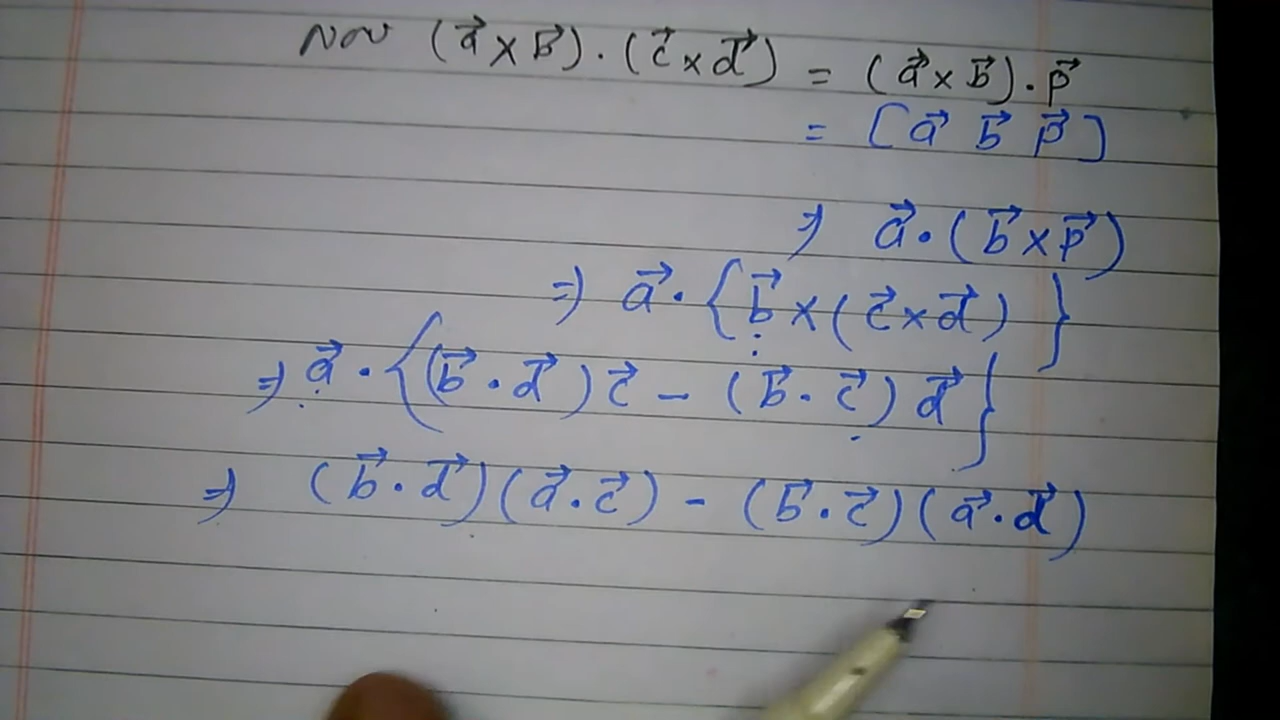 Now (a⃗×b⃗).(c⃗×d⃗) = (a⃗×b⃗).p⃗
= [a⃗ b⃗ p⃗]
⇒ a⃗.(b⃗×p⃗)
⇒ a⃗.{b⃗×(c⃗×d⃗)}
⇒ a⃗.{(b⃗.d⃗)c⃗ - (b⃗.c⃗)d⃗}
⇒ (b⃗.d⃗)(a⃗.c⃗) - (b⃗.c⃗)(a⃗.d⃗)